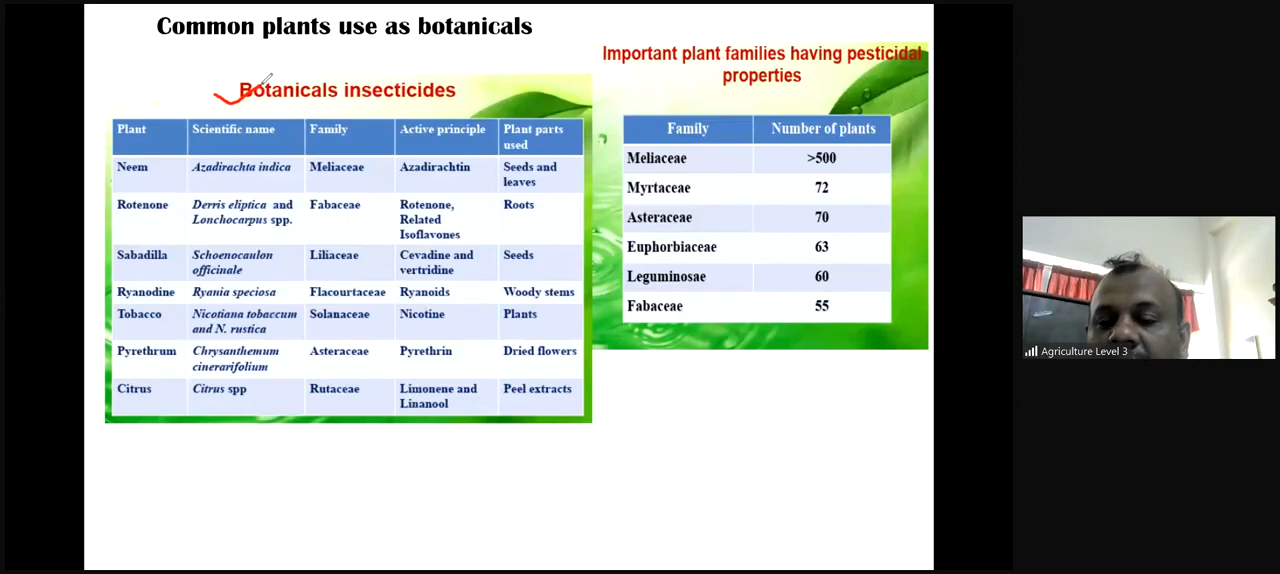 Common plants use as botanicals
Botanicals insecticides
Plant Scientific name Family Active principle Plant parts
used
Neem Azadirachta indica Meliaceae Azadirachtin Seeds and
leaves
Rotenone Derris eliptica and Fabaceae Rotenone, Roots
Lonchocarpus spp. Related
Isoflavones
Sabadilla Schoenocaulon Liliaceae Cevadine and Seeds
officinale vertridine
Ryanodine Ryania speciosa Flacourtaceae Ryanoids Woody stems
Tobacco Nicotiana tobaccum Solanaceae Nicotine Plants
and N. rustica
Pyrethrum Chrysanthemum Asteraceae Pyrethrin Dried flowers
cinerarifolium
Citrus Citrus spp Rutaceae Limonene and Peel extracts
Linanool
Important plant families having pesticidal
properties
Family Number of plants
Meliaceae >500
Myrtaceae 72
Asteraceae 70
Euphorbiaceae 63
Leguminosae 60
Fabaceae 55
Agriculture Level 3